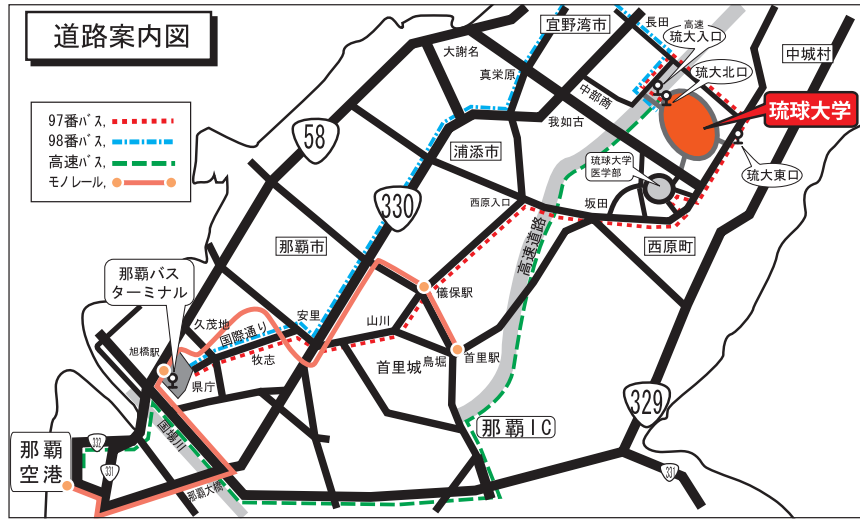 道路案内図
宜野湾市
長田
高速
琉大入口
大謝名
真栄原
中城村
琉大北口
中部商
琉球大学
97番バス,
98番バス,
高速バス,
モノレール,
58
我如古
浦添市
琉球大学
医学部
琉大東口
330
西原入口
坂田
那覇市
西原町
高速道路
那覇バス
ターミナル
儀保駅
久茂地
国際通り
安里
山川
旭橋駅
牧志
首里城
鳥堀
首里駅
県庁
329
国場川
那覇IC
那覇
空港
332
331
那覇大橋
331